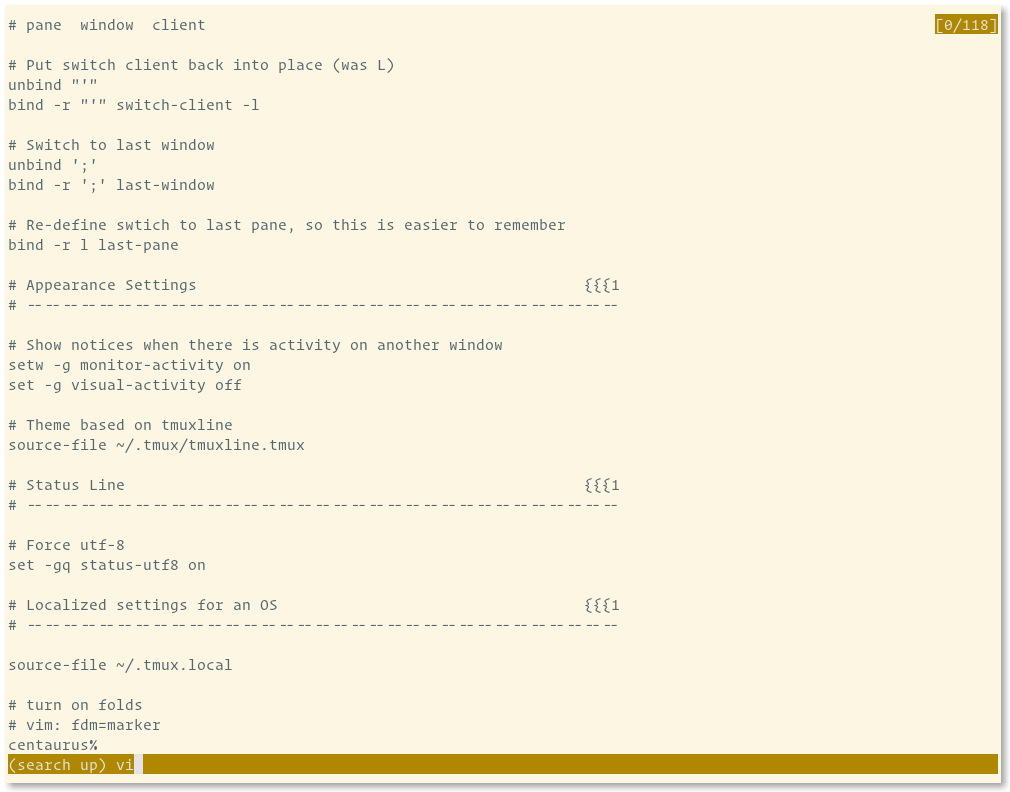 # pane  window  client
[0/118]
# Put switch client back into place (was L)
unbind "'"
bind -r "'" switch-client -l
# Switch to last window
unbind ';'
bind -r ';' last-window
# Re-define swtich to last pane, so this is easier to remember
bind -r l last-pane
# Appearance Settings                                           {{{1
# ------------------------------------------------------------------
# Show notices when there is activity on another window
setw -g monitor-activity on
set -g visual-activity off
# Theme based on tmuxline
source-file ~/.tmux/tmuxline.tmux
# Status Line                                                   {{{1
# ------------------------------------------------------------------
# Force utf-8
set -gq status-utf8 on
# Localized settings for an OS                                  {{{1
# ------------------------------------------------------------------
source-file ~/.tmux.local
# turn on folds
# vim: fdm=marker
centaurus%
(search up) vi